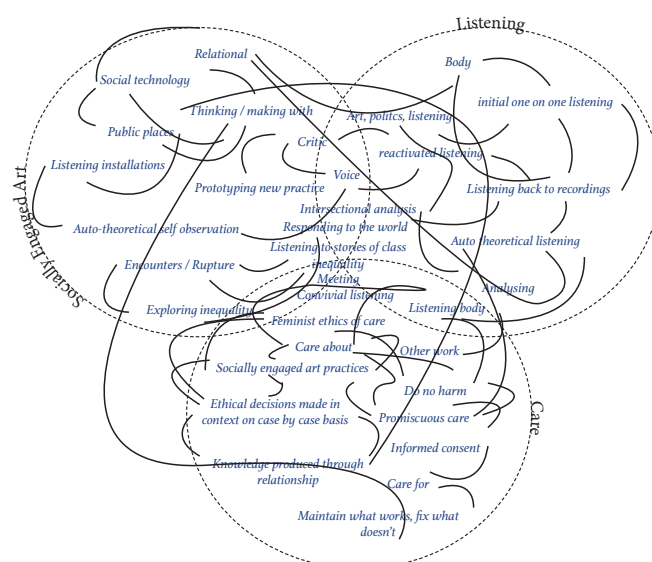 Listening
Relational
Body
Social technology
initial one on one listening
Thinking / making with
Art, politcs, listening
Public places
Critic
reactivated listening
Listening installations
Voice
Prototyping new practice
Listening back to recordings
Intersectional analysis
Auto-theoretical self observation
Responding to the world
Listening to stories of class
inequility
Auto theoretical listening
Encounters / Rupture
Meeting
Analysing
Convivial listening
Socially Engaged Art
Exploring inequality
Listening body
Feminist ethics of care
Care about
Other work
Socially engaged art practices
Do no harm
Ethical decisions made in
context on case by case basis
Promiscuous care
Care
Informed consent
Knowledge produced through
relationship
Care for
Maintain what works, fix what
doesn't